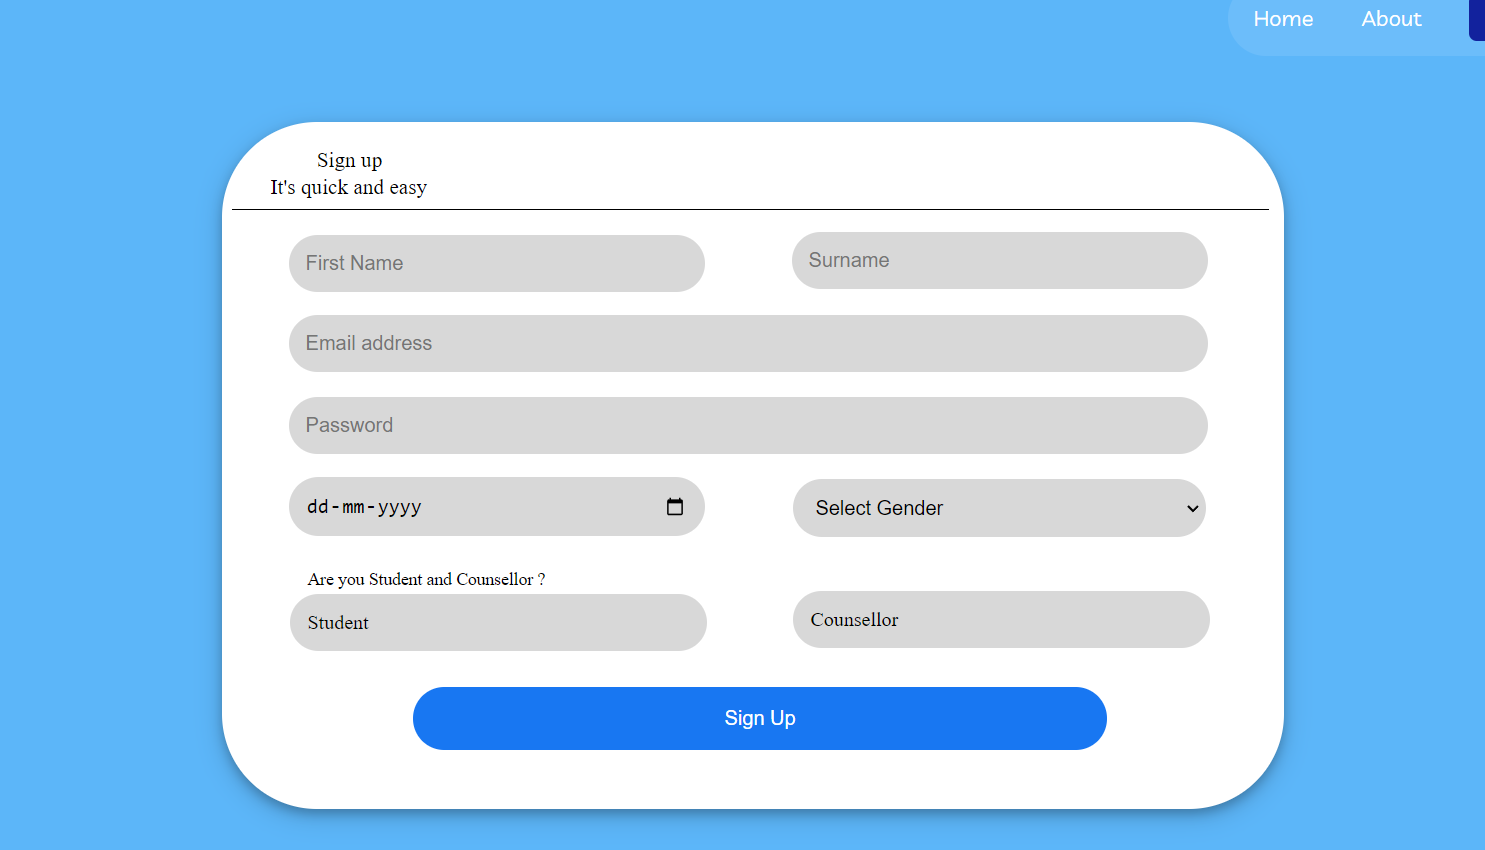 Home About
Sign up
It's quick and easy
First Name Surname
Email address
Password
dd-mm-yyyy Select Gender
Are you Student and Counsellor ?
Student Counsellor
Sign Up